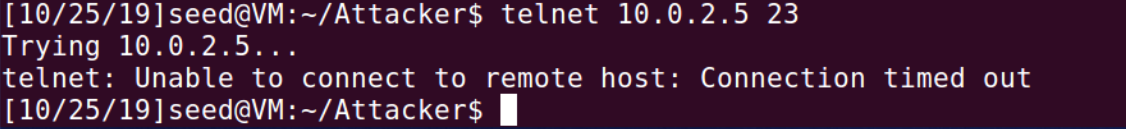 [10/25/19]seed@VM:~/Attacker$ telnet 10.0.2.5 23
Trying 10.0.2.5...
telnet: Unable to connect to remote host: Connection timed out
[10/25/19]seed@VM:~/Attacker$